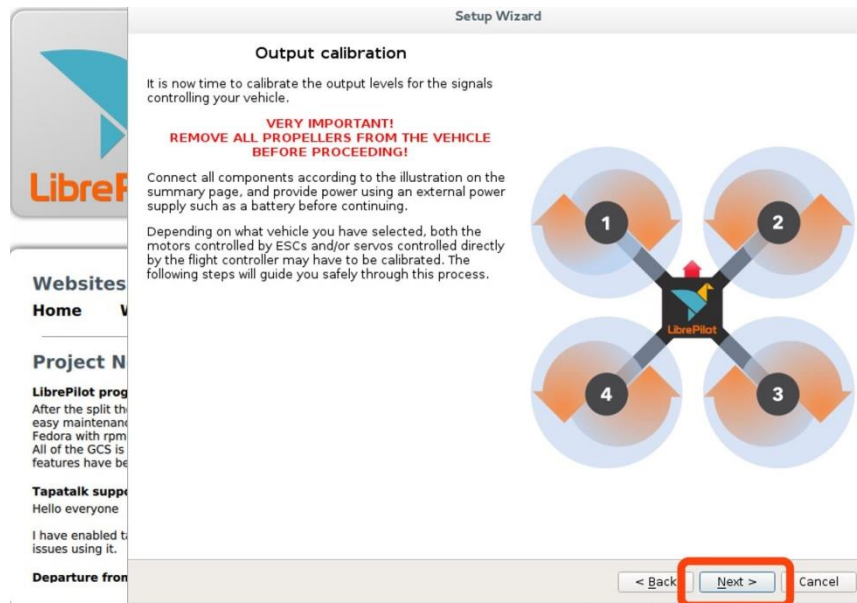 Setup Wizard
Output calibration
It is now time to calibrate the output levels for the signals
controlling your vehicle.
VERY IMPORTANT!
REMOVE ALL PROPELLERS FROM THE VEHICLE
BEFORE PROCEEDING!
Connect all components according to the illustration on the
summary page, and provide power using an external power
supply such as a battery before continuing.
Depending on what vehicle you have selected, both the
motors controlled by ESCs and/or servos controlled directly
by the flight controller may have to be calibrated. The
following steps will guide you safely through this process.
1
2
LibrePilot
4
3
LibreP
Websites
Home
Project N
LibrePilot prog
After the split th
easy maintenanc
Fedora with rpm
All of the GCS is
features have be
Tapatalk suppo
Hello everyone
I have enabled ta
issues using it.
Departure from
< Back
Next >
Cancel